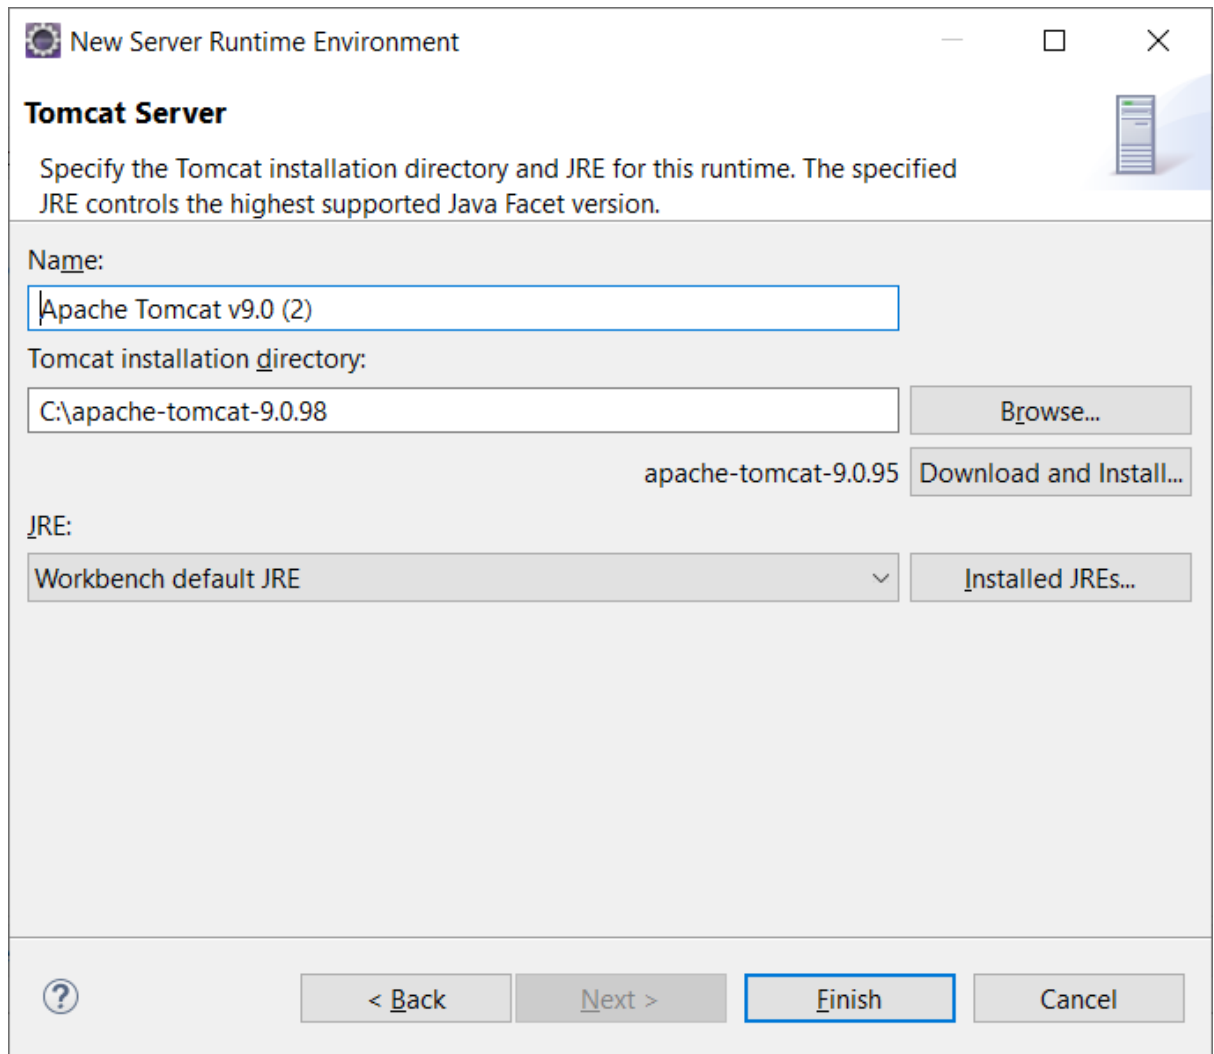 New Server Runtime Environment
Tomcat Server
Specify the Tomcat installation directory and JRE for this runtime. The specified
JRE controls the highest supported Java Facet version.
Name:
Apache Tomcat v9.0 (2)
Tomcat installation directory:
C:\apache-tomcat-9.0.98
Browse...
apache-tomcat-9.0.95 Download and Install...
JRE:
Workbench default JRE
Installed JREs...
?
< Back
Next >
Finish
Cancel